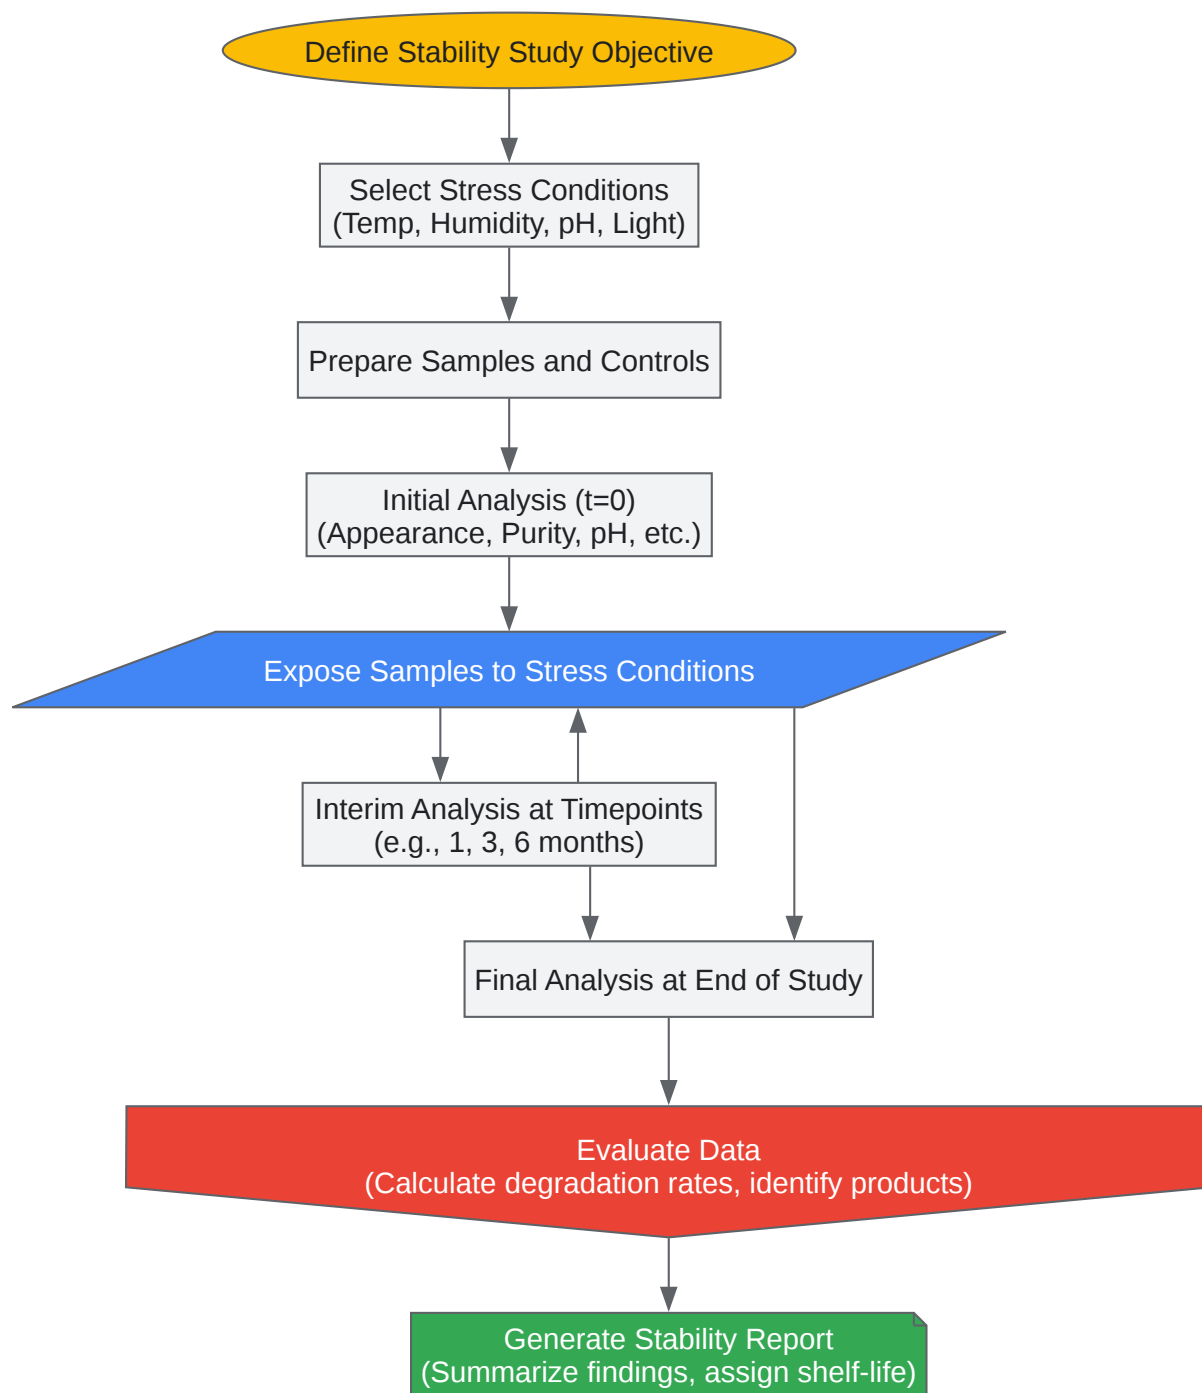 Define Stability Study Objective
Select Stress Conditions
(Temp, Humidity, pH, Light)
Prepare Samples and Controls
Initial Analysis (t=0)
(Appearance, Purity, pH, etc.)
Expose Samples to Stress Conditions
Interim Analysis at Timepoints
(e.g., 1, 3, 6 months)
Final Analysis at End of Study
Evaluate Data
(Calculate degradation rates, identify products)
Generate Stability Report
(Summarize findings, assign shelf-life)